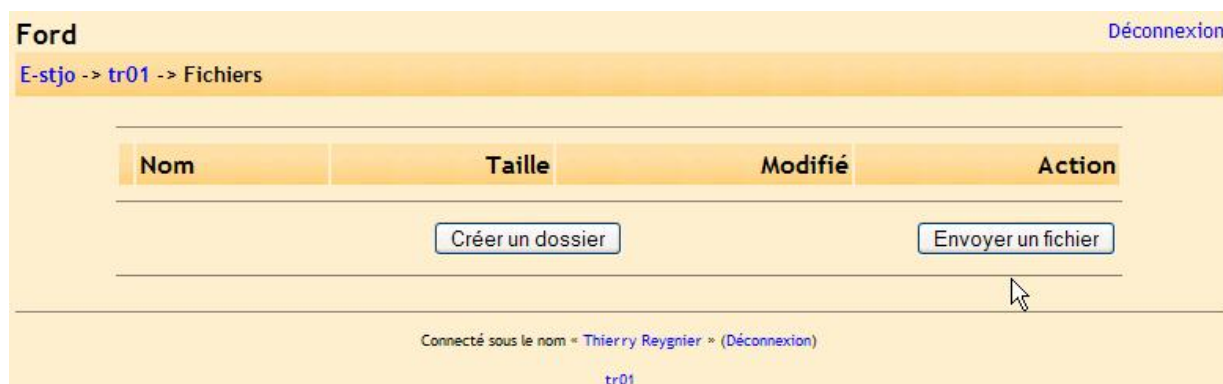 Ford Déconnexion
E-stjo -> tr01 -> Fichiers
Nom Taille Modifié Action
Créer un dossier Envoyer un fichier
Connecté sous le nom « Thierry Reygnier » (Déconnexion)
tr01